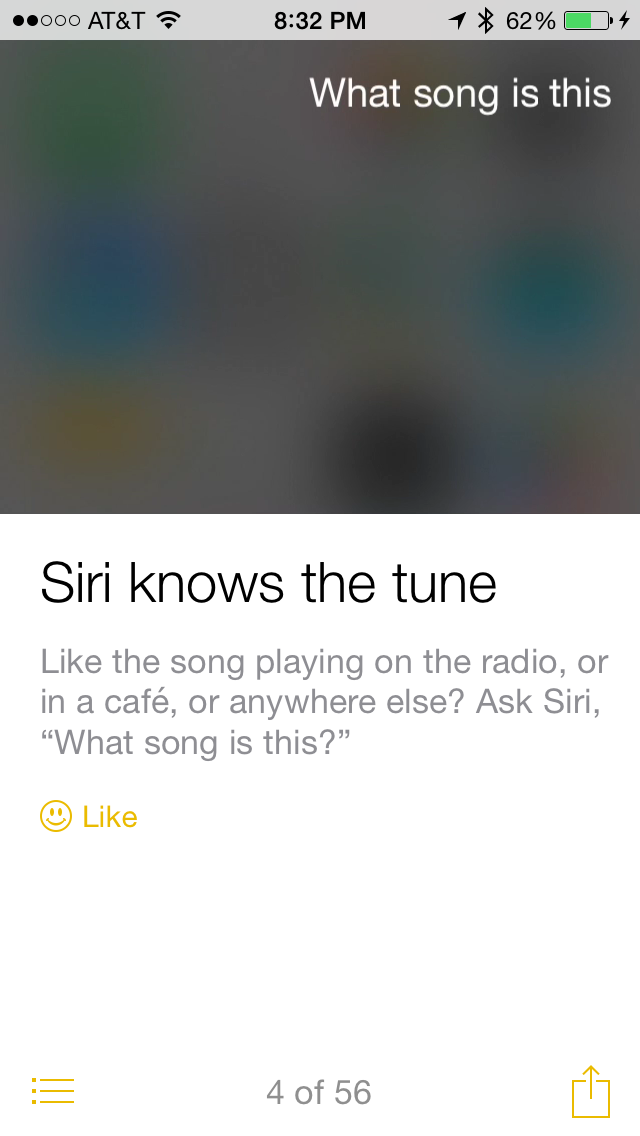 AT&T 8:32 PM 62%
What song is this
Siri knows the tune
Like the song playing on the radio, or
in a café, or anywhere else? Ask Siri,
“What song is this?”
Like
4 of 56